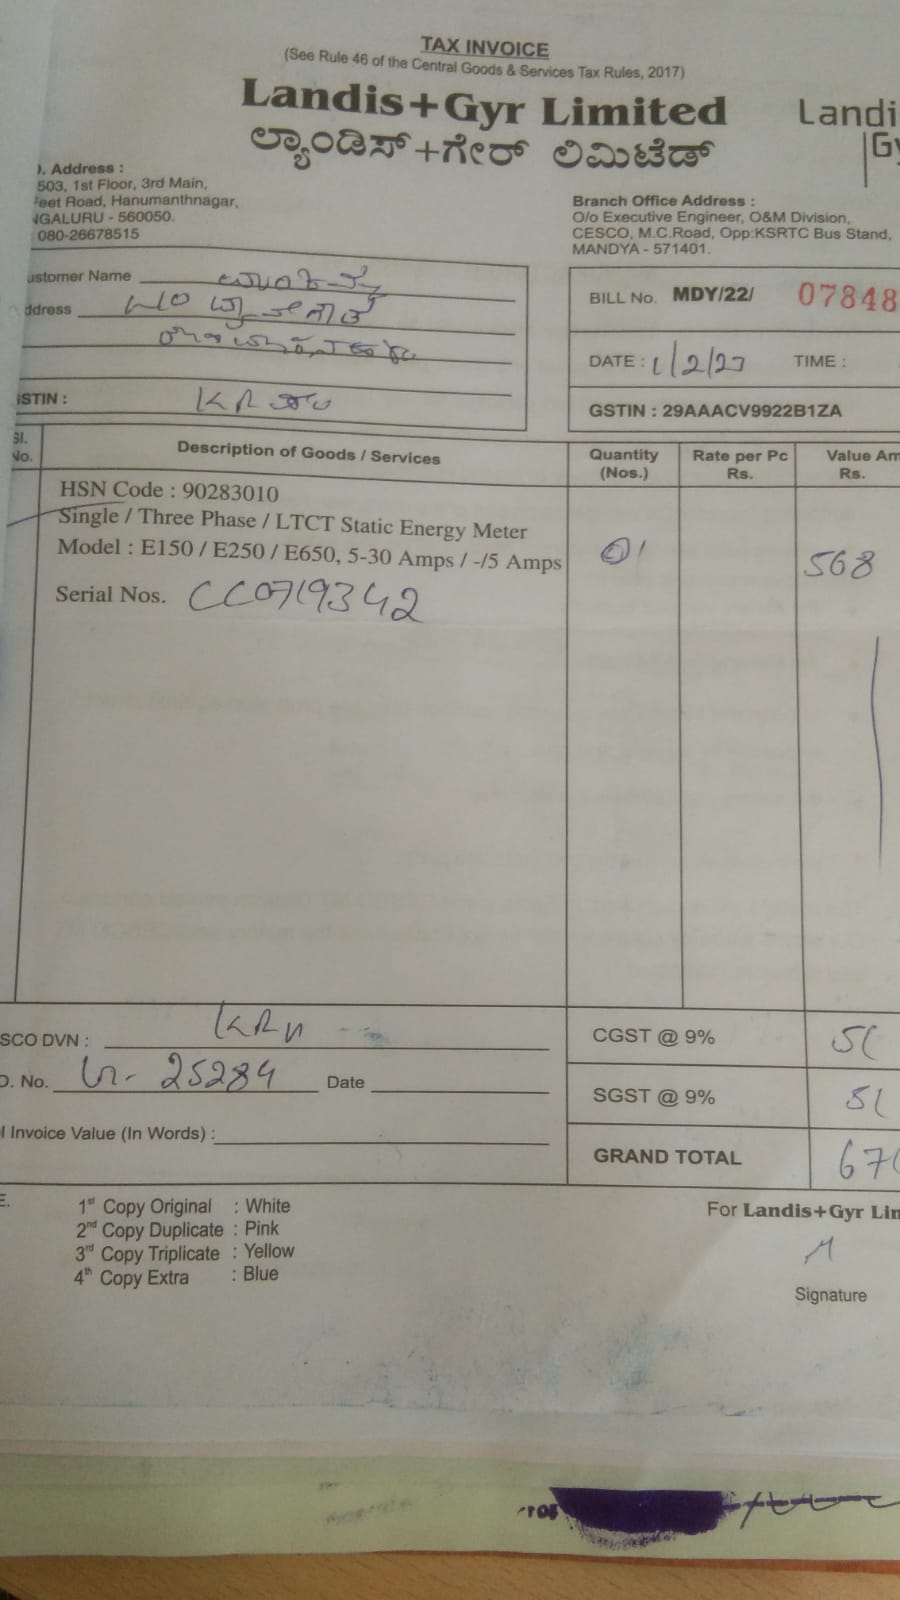 TAX INVOICE
(See Rule 46 of the Central Goods & Services Tax Rules, 2017)
Landis+Gyr Limited
ಲ್ಯಾಂಡಿಸ್+ಗೇರ್ ಲಿಮಿಟೆಡ್
Landi
Gy
). Address :
503, 1st Floor, 3rd Main,
Feet Road, Hanumanthnagar,
NGALURU - 560050.
080-26678515
Branch Office Address :
O/o Executive Engineer, O&M Division,
CESCO, M.C.Road, Opp:KSRTC Bus Stand,
MANDYA - 571401.
ustomer Name
ddress
STIN :
BILL No. MDY/22/ 07848
DATE : 1/2/23 TIME :
GSTIN : 29AAACV9922B1ZA
Sl. No. Description of Goods / Services Quantity (Nos.) Rate per Pc Rs. Value Am Rs.
HSN Code : 90283010
Single / Three Phase / LTCT Static Energy Meter
Model : E150 / E250 / E650, 5-30 Amps / -/5 Amps 01 568
Serial Nos. CC0719342
SCO DVN : KRN
O. No. 25284 Date
l Invoice Value (In Words) :
CGST @ 9% 51
SGST @ 9% 51
GRAND TOTAL 670
E. 1st Copy Original : White
2nd Copy Duplicate : Pink
3rd Copy Triplicate : Yellow
4th Copy Extra : Blue
For Landis+Gyr Lin
Signature